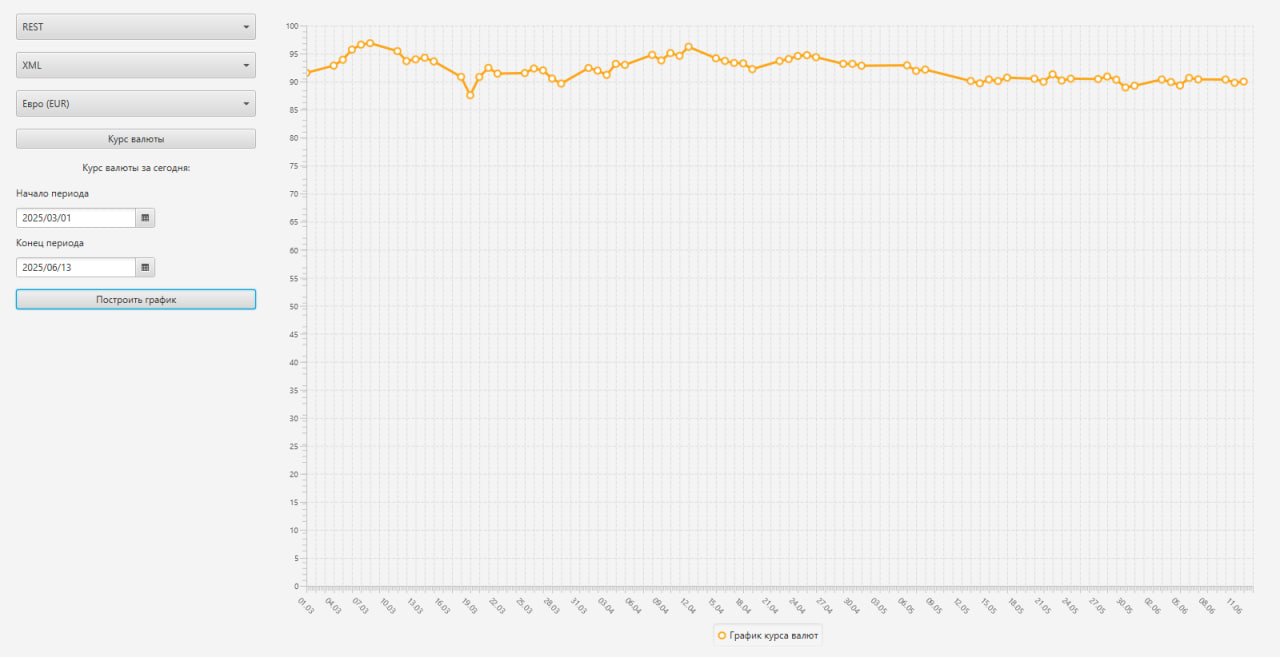 REST
XML
Евро (EUR)
Курс валюты
Курс валюты за сегодня:
Начало периода
2025/03/01
Конец периода
2025/06/13
Построить график
100
95
90
85
80
75
70
65
60
55
50
45
40
35
30
25
20
15
10
5
0
01.03 04.03 07.03 10.03 13.03 16.03 19.03 22.03 25.03 28.03 31.03 03.04 06.04 09.04 12.04 15.04 18.04 21.04 24.04 27.04 30.04 03.05 06.05 09.05 12.05 15.05 18.05 21.05 24.05 27.05 30.05 02.06 05.06 08.06 11.06
График курса валют